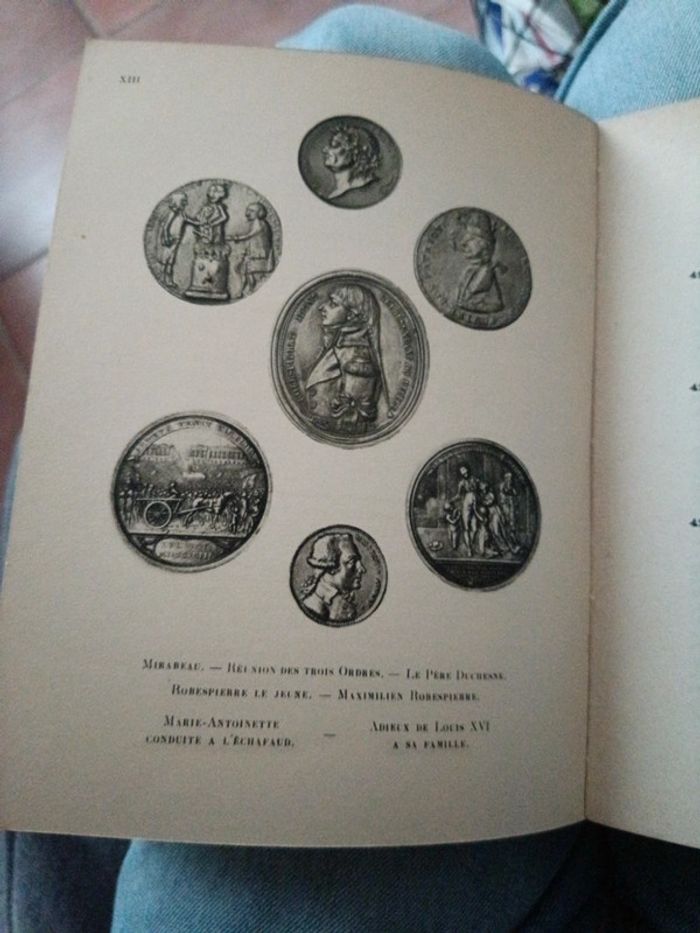 XIII
Mirabeau. — Réunion des trois Ordres. — Le Père Duchesne.
Robespierre le jeune. — Maximilien Robespierre.
Marie-Antoinette
conduite a l'échafaud.
—
Adieux de Louis XVI
a sa famille.